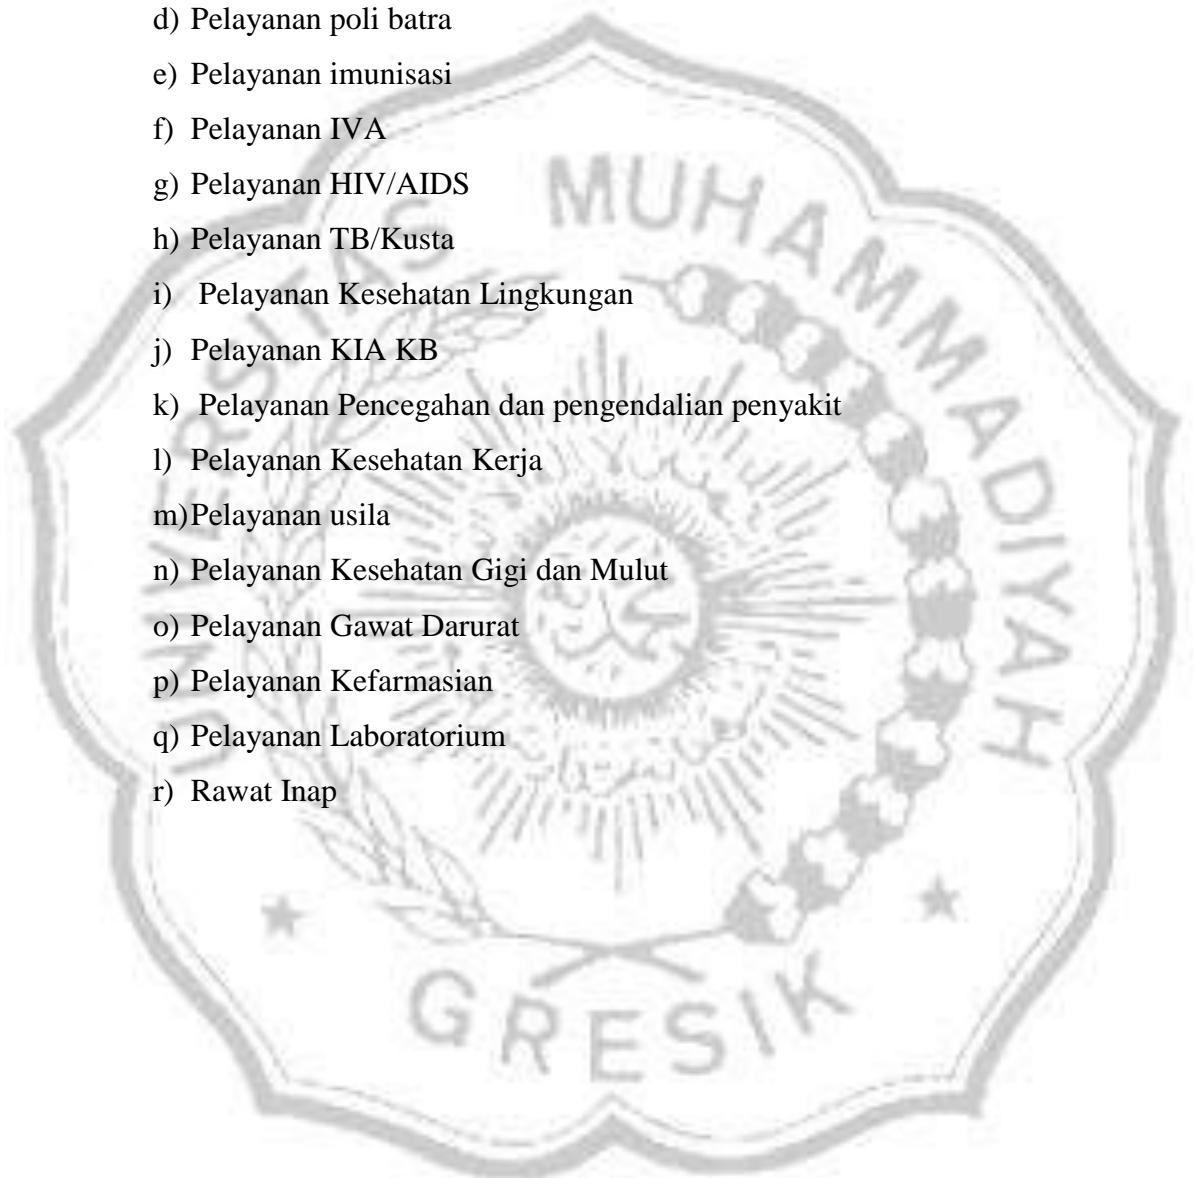 d) Pelayanan poli batra
e) Pelayanan imunisasi
f) Pelayanan IVA
g) Pelayanan HIV/AIDS
h) Pelayanan TB/Kusta
i) Pelayanan Kesehatan Lingkungan
j) Pelayanan KIA KB
k) Pelayanan Pencegahan dan pengendalian penyakit
l) Pelayanan Kesehatan Kerja
m)Pelayanan usila
n) Pelayanan Kesehatan Gigi dan Mulut
o) Pelayanan Gawat Darurat
p) Pelayanan Kefarmasian
q) Pelayanan Laboratorium
r) Rawat Inap
UNIVERSITAS MUHAMMADIYAH
GRESIK